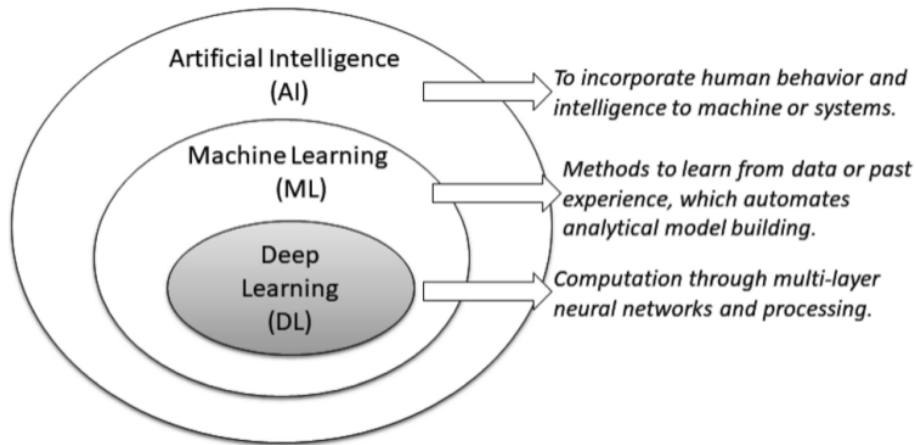 Artificial Intelligence
(AI)
To incorporate human behavior and
intelligence to machine or systems.
Machine Learning
(ML)
Methods to learn from data or past
experience, which automates
analytical model building.
Deep
Learning
(DL)
Computation through multi-layer
neural networks and processing.